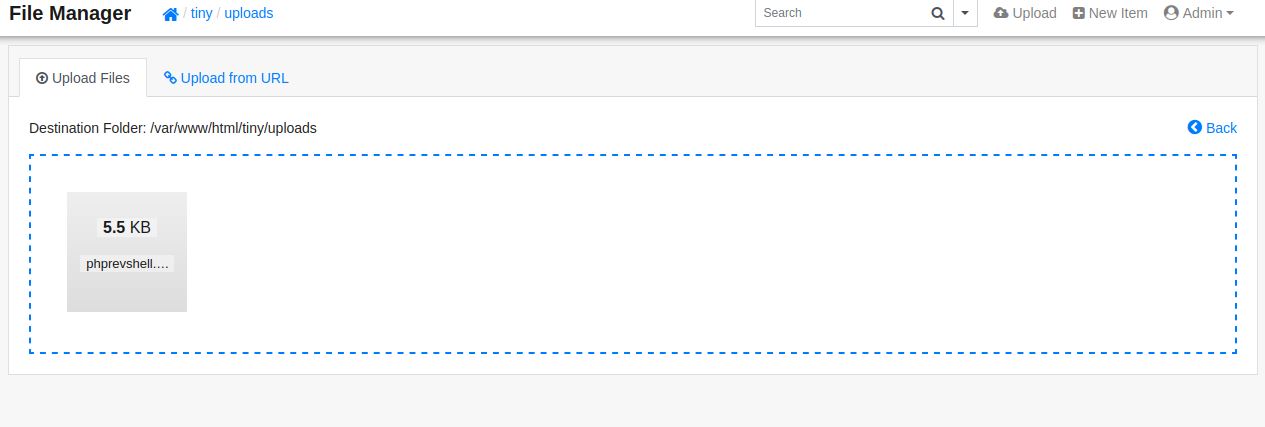 File Manager / tiny / uploads Search Upload New Item Admin
Upload Files Upload from URL
Destination Folder: /var/www/html/tiny/uploads Back
5.5 KB
phprevshell.…